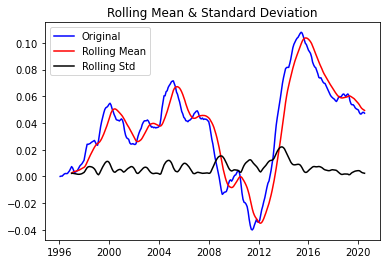 Rolling Mean & Standard Deviation
Original
Rolling Mean
Rolling Std
0.10
0.08
0.06
0.04
0.02
0.00
−0.02
−0.04
1996 2000 2004 2008 2012 2016 2020